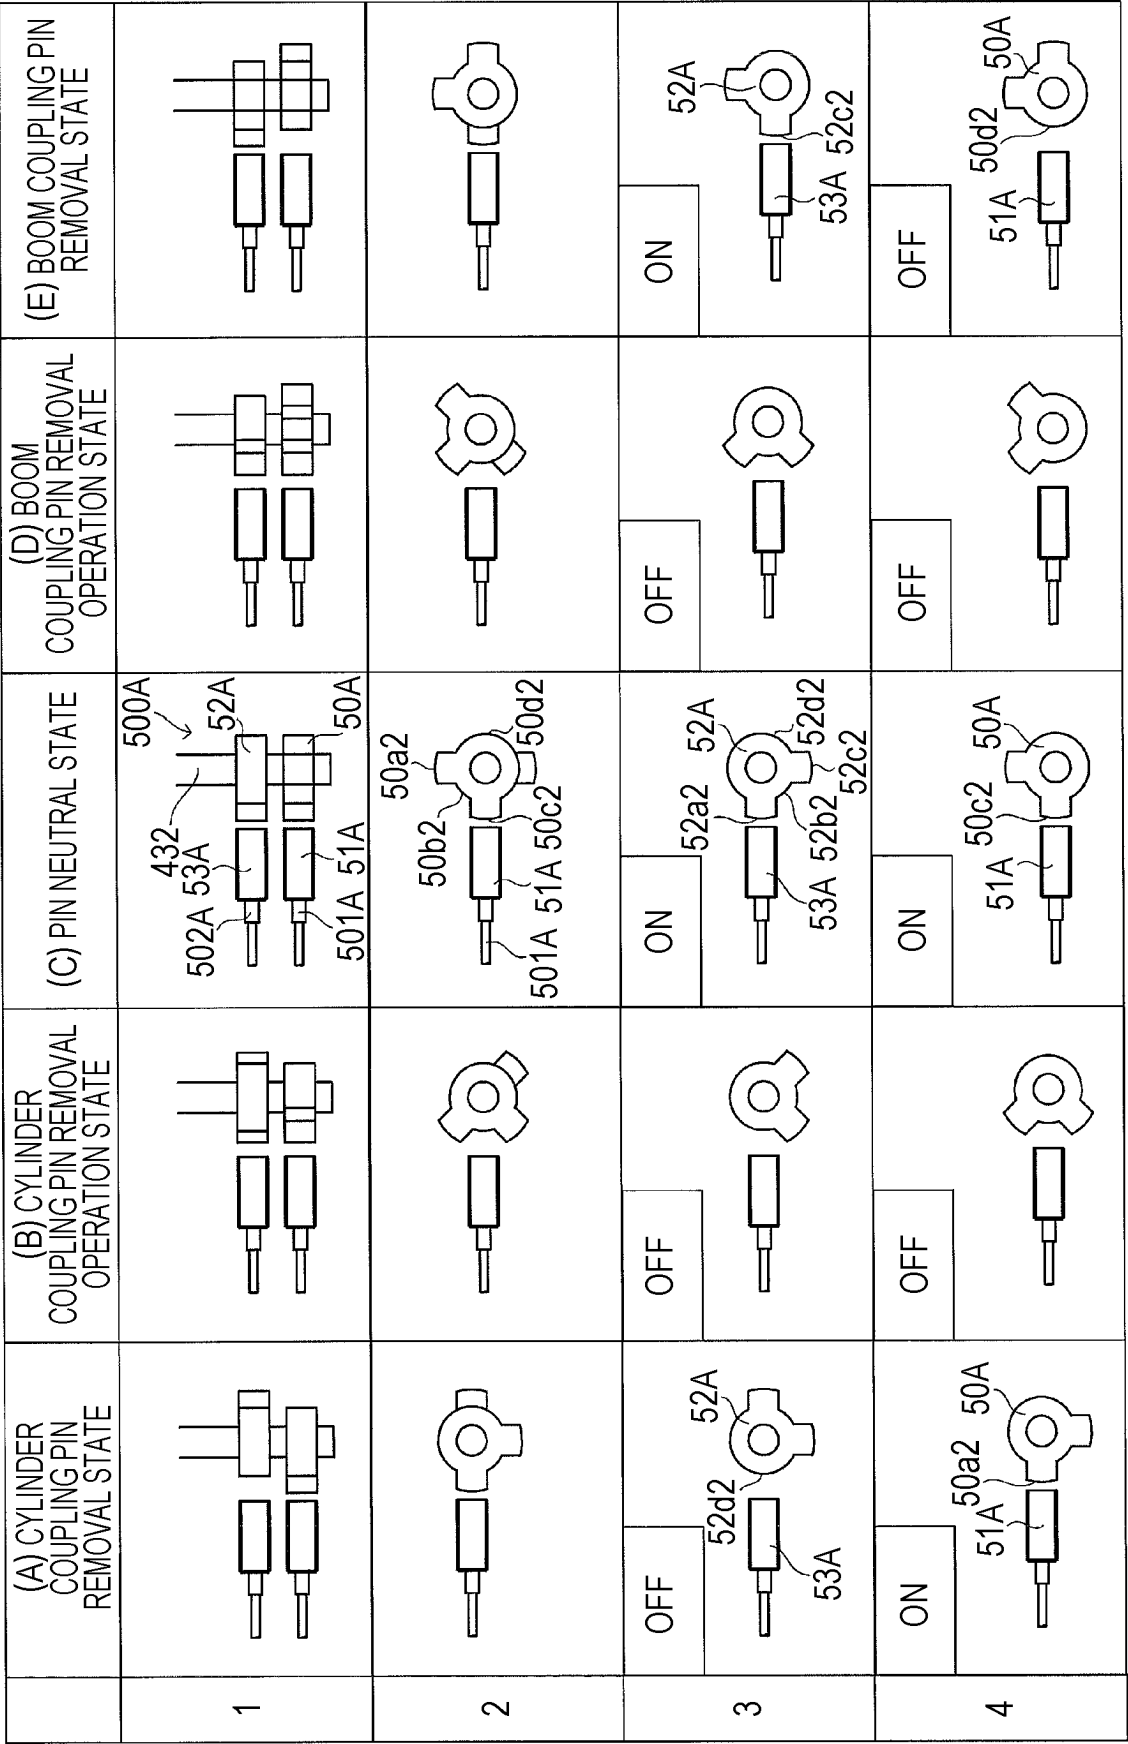 (A) CYLINDER
COUPLING PIN
REMOVAL STATE
(B) CYLINDER
COUPLING PIN REMOVAL
OPERATION STATE
(C) PIN NEUTRAL STATE
(D) BOOM
COUPLING PIN REMOVAL
OPERATION STATE
(E) BOOM COUPLING PIN
REMOVAL STATE
1
500A
432
52A
53A
502A
50A
51A
501A
2
50a2
50b2
50d2
50c2
51A
501A
3
OFF
52A
52d2
53A
OFF
ON
52A
52a2
52d2
52c2
52b2
53A
OFF
ON
52A
52c2
53A
4
ON
50A
50a2
51A
OFF
ON
50A
50c2
51A
OFF
OFF
50A
50d2
51A